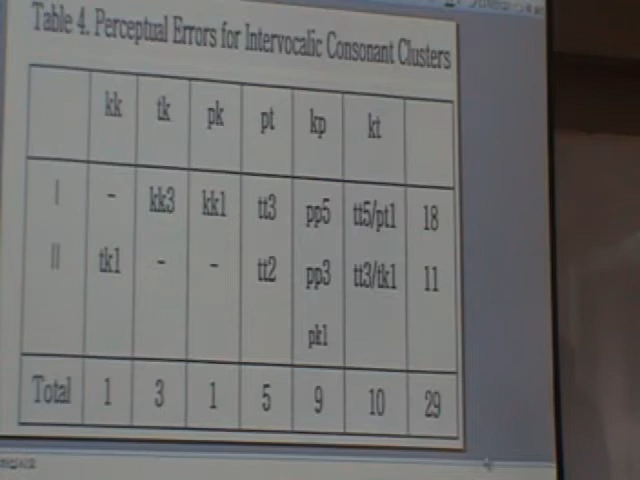 Table 4. Perceptual Errors for Intervocalic Consonant Clusters
kk tk pk pt kp kt
I - kk3 kk1 tt3 pp5 tt5/pt1 18
II tk1 - - tt2 pp3 tt3/tk1 11
pk1
Total 1 3 1 5 9 10 29